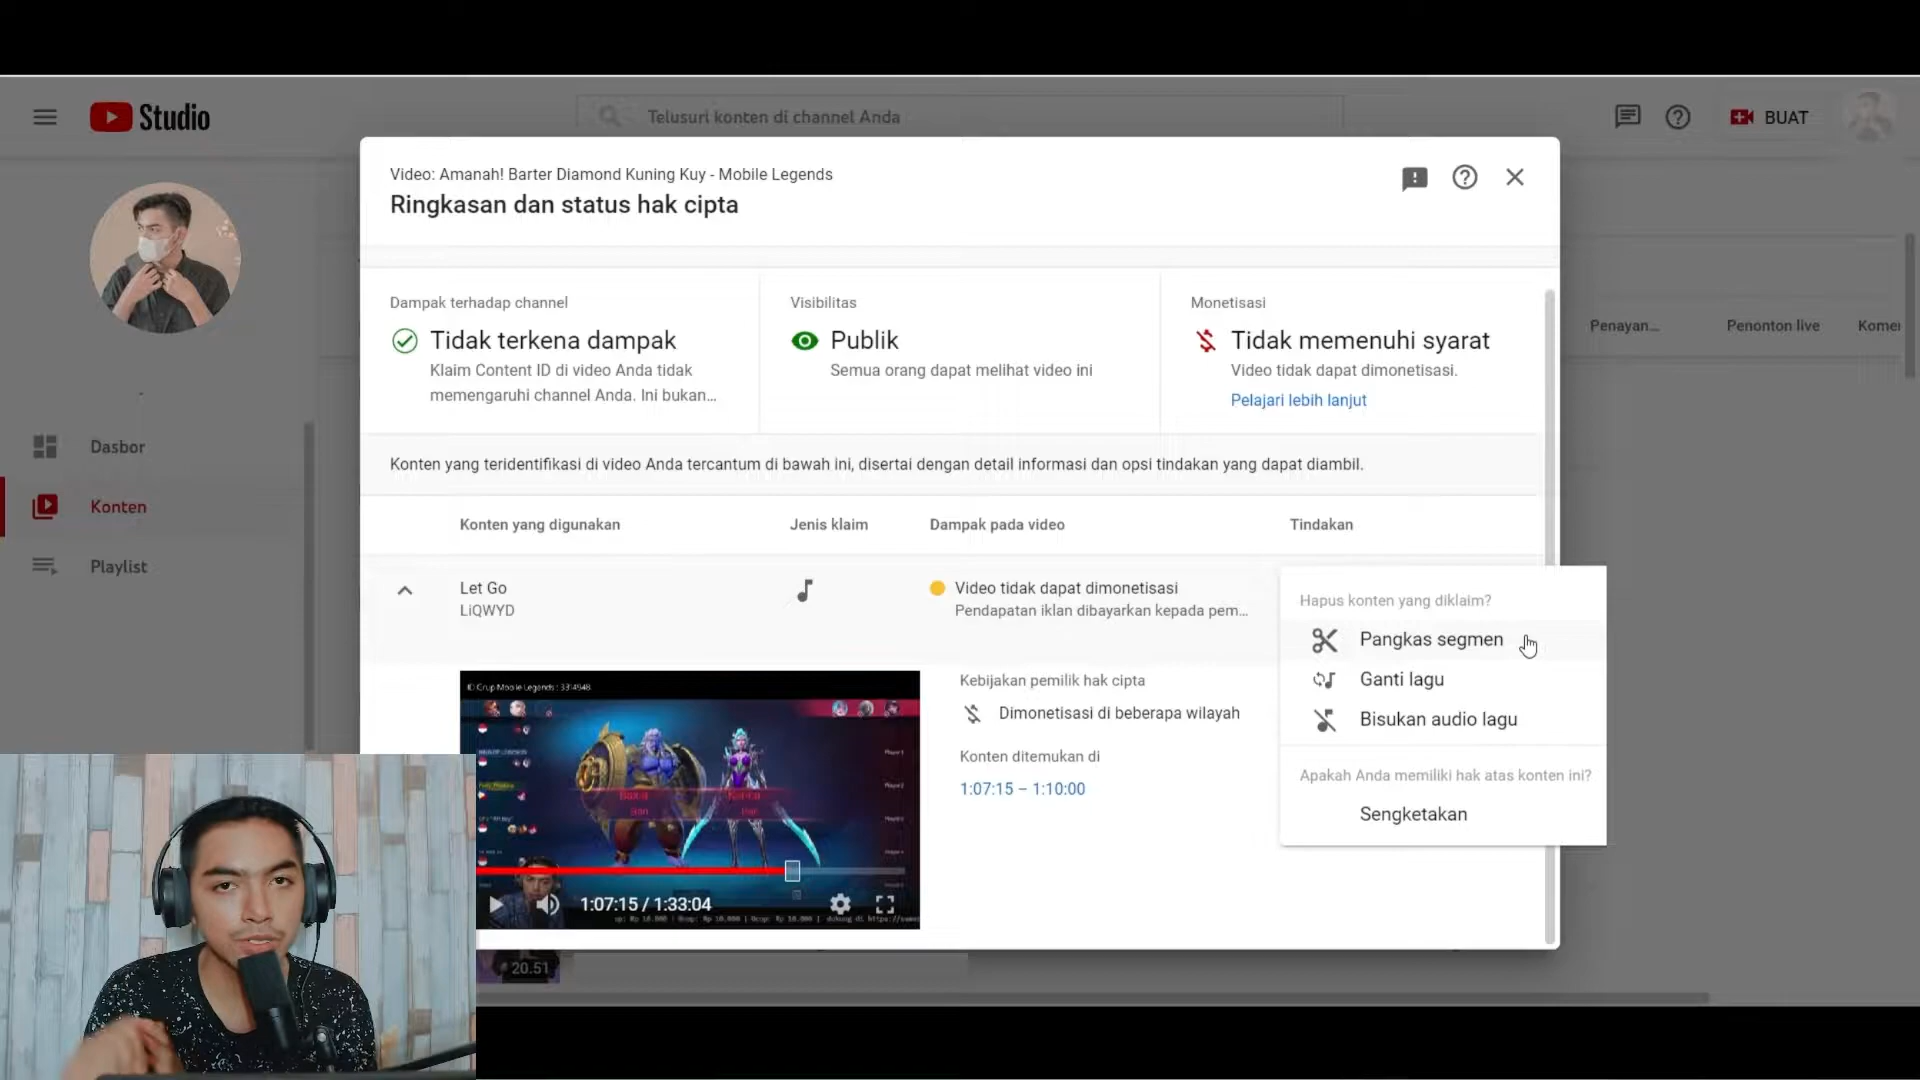 Studio
Telusuri konten di channel Anda
BUAT
Video: Amanah! Barter Diamond Kuning Kuy - Mobile Legends
Ringkasan dan status hak cipta
Dampak terhadap channel
Tidak terkena dampak
Klaim Content ID di video Anda tidak
memengaruhi channel Anda. Ini bukan...
Visibilitas
Publik
Semua orang dapat melihat video ini
Monetisasi
Tidak memenuhi syarat
Video tidak dapat dimonetisasi.
Pelajari lebih lanjut
Penayan...
Penonton live
Komen
Dasbor
Konten
Playlist
Konten yang teridentifikasi di video Anda tercantum di bawah ini, disertai dengan detail informasi dan opsi tindakan yang dapat diambil.
Konten yang digunakan
Jenis klaim
Dampak pada video
Tindakan
Let Go
LiQWYD
Video tidak dapat dimonetisasi
Pendapatan iklan dibayarkan kepada pem...
Hapus konten yang diklaim?
Pangkas segmen
Ganti lagu
Bisukan audio lagu
Apakah Anda memiliki hak atas konten ini?
Sengketakan
ID Grup Mobile Legends : 3314948
Kebijakan pemilik hak cipta
Dimonetisasi di beberapa wilayah
Konten ditemukan di
1:07:15 – 1:10:00
1:07:15 / 1:33:04
20.51